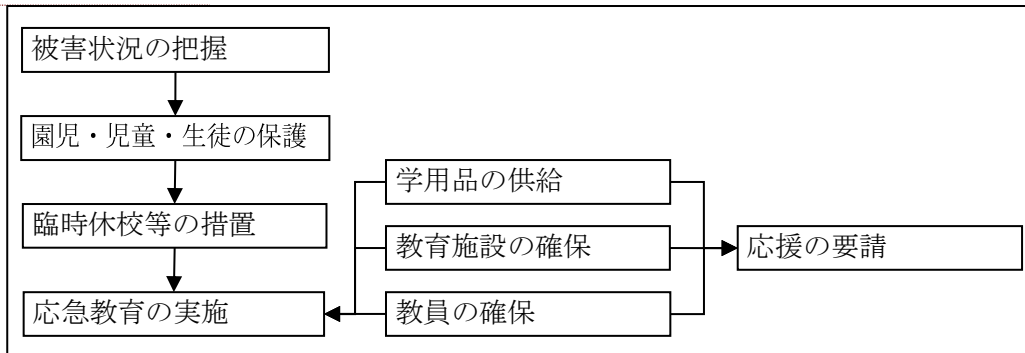 被害状況の把握
園児・児童・生徒の保護
臨時休校等の措置
応急教育の実施
学用品の供給
教育施設の確保
教員の確保
応援の要請